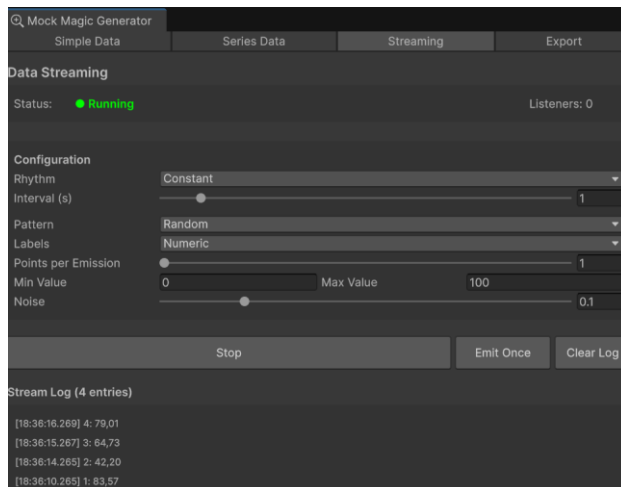 Mock Magic Generator
Simple Data Series Data Streaming Export
Data Streaming
Status: Running Listeners: 0
Configuration
Rhythm Constant
Interval (s) 1
Pattern Random
Labels Numeric
Points per Emission 1
Min Value 0 Max Value 100
Noise 0.1
Stop Emit Once Clear Log
Stream Log (4 entries)
[18:36:16.269] 4: 79,01
[18:36:15.267] 3: 64,73
[18:36:14.265] 2: 42,20
[18:36:10.265] 1: 83,57